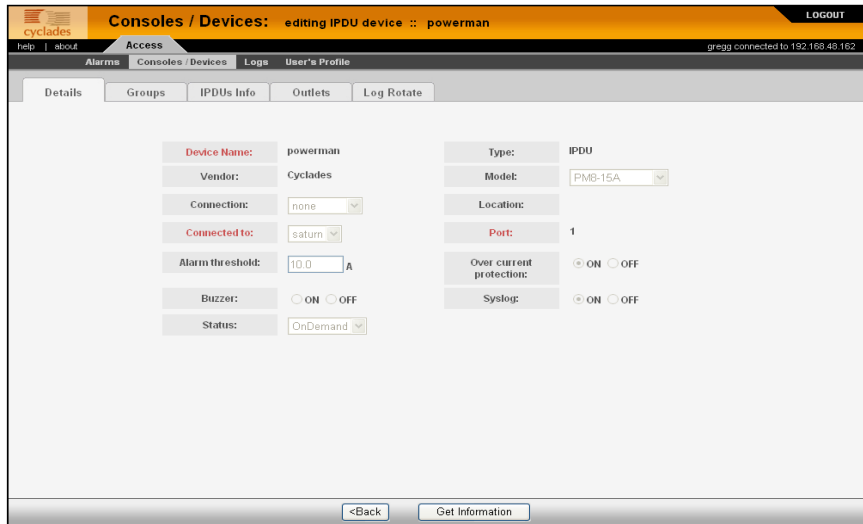 LOGOUT
cyclades
Consoles / Devices: editing IPDU device :: powerman
help | about
Access
gregg connected to 192.168.48.162
Alarms Consoles / Devices Logs User's Profile
Details Groups IPDUs Info Outlets Log Rotate
Device Name: powerman Type: IPDU
Vendor: Cyclades Model: PM8-15A
Connection: none Location:
Connected to: saturn Port: 1
Alarm threshold: 10.0 A Over current protection: ON OFF
Buzzer: ON OFF Syslog: ON OFF
Status: OnDemand
<Back Get Information